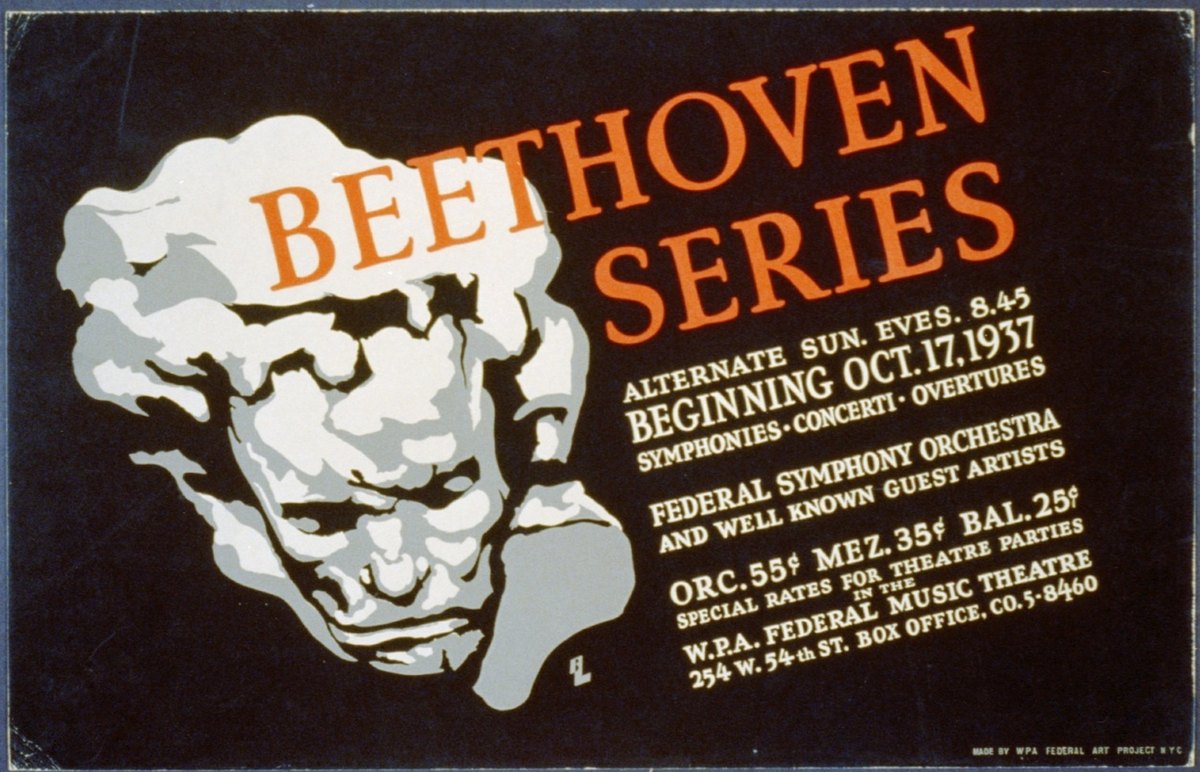 BEETHOVEN
SERIES
ALTERNATE SUN. EVES. 8.45
BEGINNING OCT. 17, 1937
SYMPHONIES · CONCERTI · OVERTURES
FEDERAL SYMPHONY ORCHESTRA
AND WELL KNOWN GUEST ARTISTS
ORC. 55¢ MEZ. 35¢ BAL. 25¢
SPECIAL RATES FOR THEATRE PARTIES
IN THE
W.P.A. FEDERAL MUSIC THEATRE
254 W. 54th ST. BOX OFFICE, CO. 5-8460
MADE BY WPA FEDERAL ART PROJECT NYC